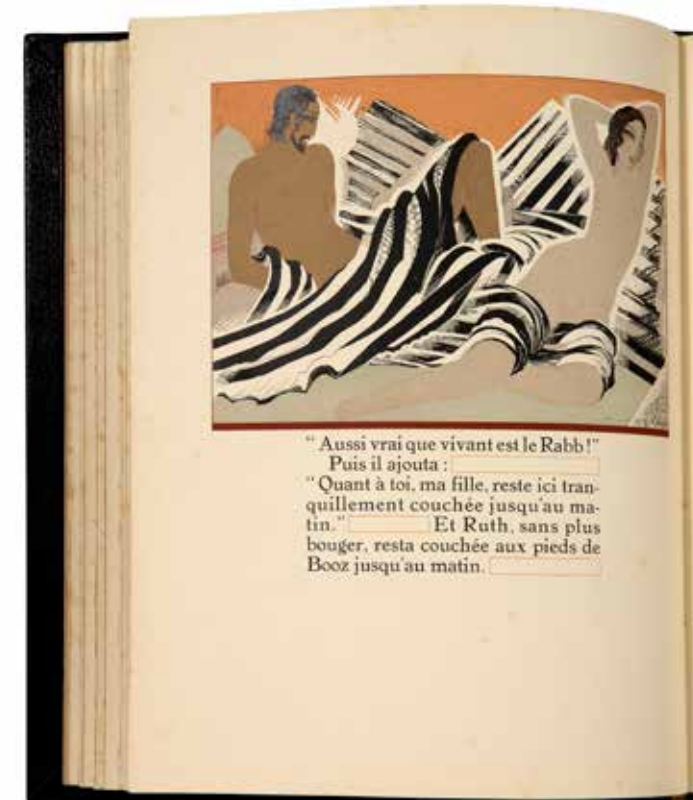 “ Aussi vrai que vivant est le Rabb !”
Puis il ajouta :
“ Quant à toi, ma fille, reste ici tran-
quillement couchée jusqu'au ma-
tin.” Et Ruth, sans plus
bouger, resta couchée aux pieds de
Booz jusqu'au matin.